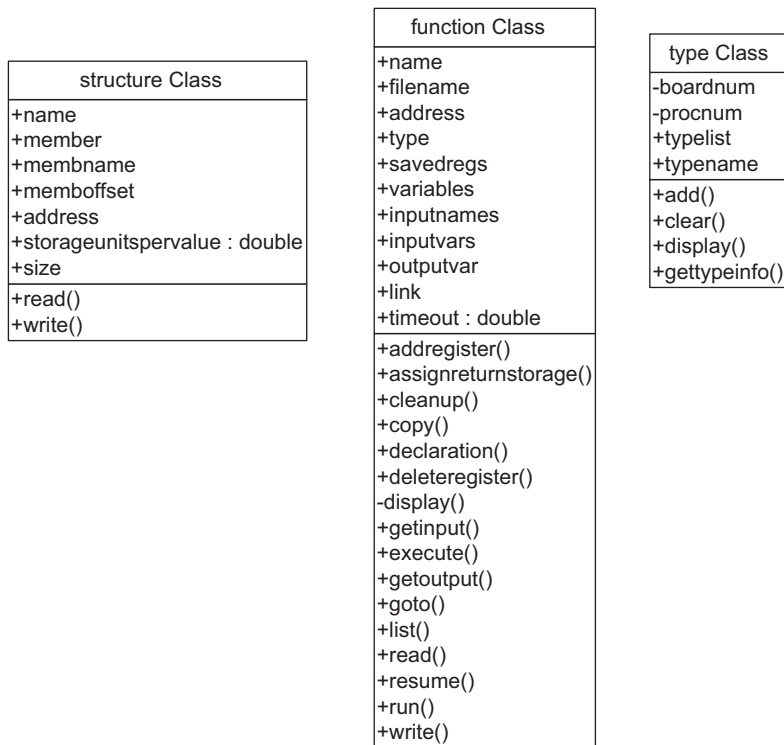 structure Class
+name
+member
+membname
+memboffset
+address
+storageunitspervalue : double
+size
+read()
+write()
function Class
+name
+filename
+address
+type
+savedregs
+variables
+inputnames
+inputvars
+outputvar
+link
+timeout : double
+addregister()
+assignreturnstorage()
+cleanup()
+copy()
+declaration()
+deleteregister()
-display()
+getinput()
+execute()
+getoutput()
+goto()
+list()
+read()
+resume()
+run()
+write()
type Class
-boardnum
-procnum
+typelist
+typename
+add()
+clear()
+display()
+gettypeinfo()